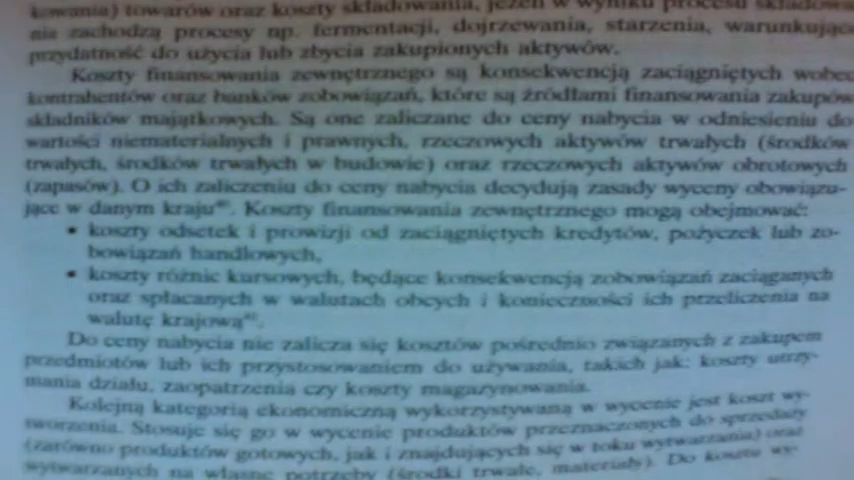 kowania) towarów oraz koszty składowania, jeżeli w wyniku procesu składowa-
nia zachodzą procesy np. fermentacji, dojrzewania, starzenia, warunkujące
przydatność do użycia lub zbycia zakupionych aktywów.
Koszty finansowania zewnętrznego są konsekwencją zaciągniętych wobec
kontrahentów oraz banków zobowiązań, które są źródłami finansowania zakupów
składników majątkowych. Są one zaliczane do ceny nabycia w odniesieniu do
wartości niematerialnych i prawnych, rzeczowych aktywów trwałych (środków
trwałych, środków trwałych w budowie) oraz rzeczowych aktywów obrotowych
(zapasów). O ich zaliczeniu do ceny nabycia decydują zasady wyceny obowiązu-
jące w danym kraju. Koszty finansowania zewnętrznego mogą obejmować:
• koszty odsetek i prowizji od zaciągniętych kredytów, pożyczek lub zo-
bowiązań handlowych,
• koszty różnic kursowych, będące konsekwencją zobowiązań zaciąganych
oraz spłacanych w walutach obcych i konieczności ich przeliczenia na
walutę krajową.
Do ceny nabycia nie zalicza się kosztów pośrednio związanych z zakupem
przedmiotów lub ich przystosowaniem do używania, takich jak: koszty utrzy-
mania działu, zaopatrzenia czy koszty magazynowania.
Kolejną kategorią ekonomiczną wykorzystywaną w wycenie jest koszt wy-
tworzenia. Stosuje się go w wycenie produktów przeznaczonych do sprzedaży
(zarówno produktów gotowych, jak i znajdujących się w toku wytwarzania) oraz
wytwarzanych na własne potrzeby (środki trwałe, materiały). Do kosztu wy-